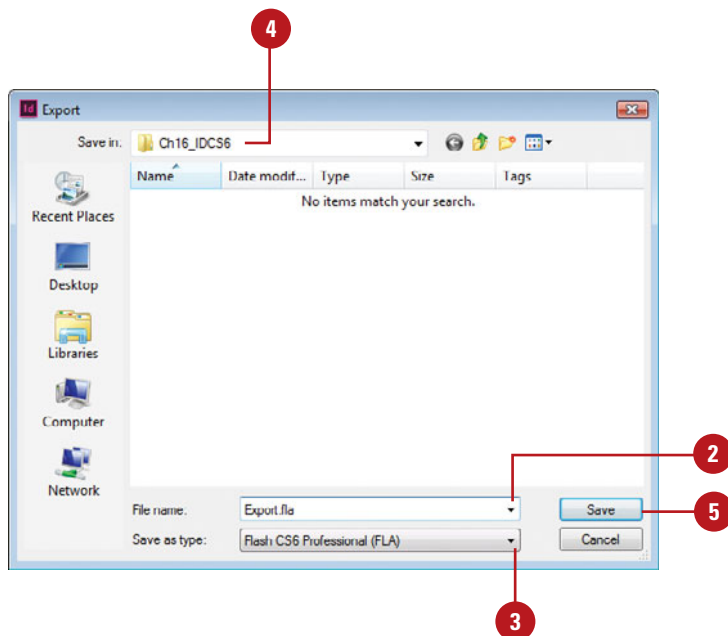 4
Id Export
Save in: Ch16_IDCS6
Name Date modif... Type Size Tags
No items match your search.
Recent Places
Desktop
Libraries
Computer
Network
2
File name: Export.fla Save
5
Save as type: Flash CS6 Professional (FLA) Cancel
3